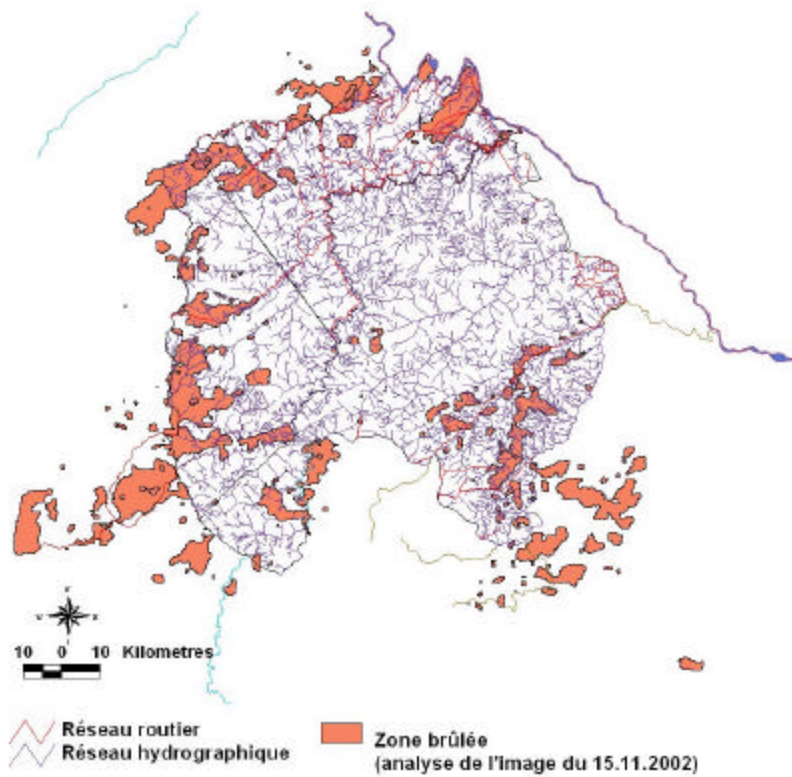 10 0 10 Kilometres
Réseau routier
Réseau hydrographique
Zone brûlée
(analyse de l'image du 15.11.2002)